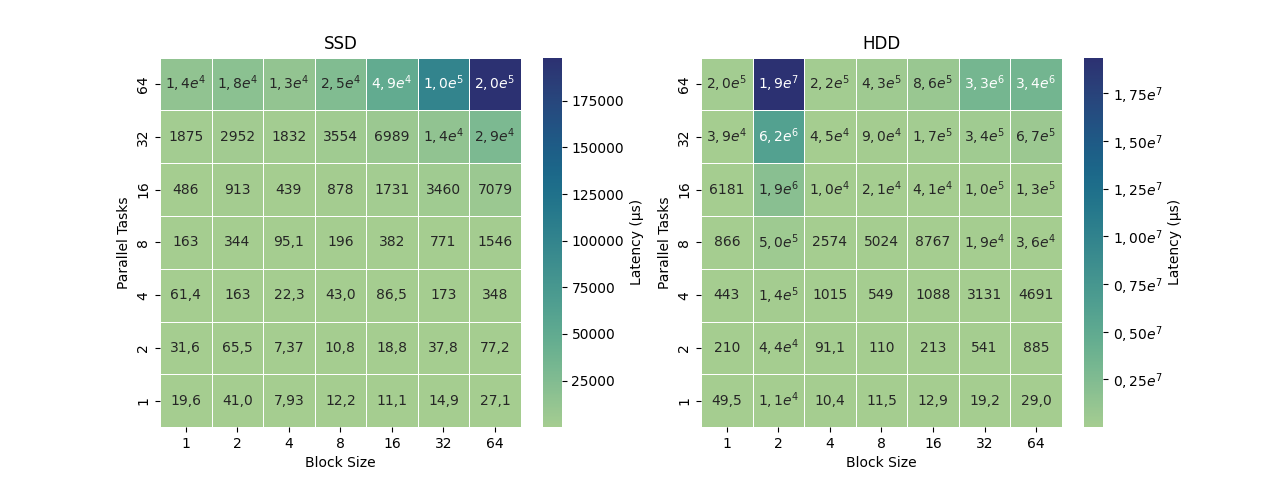 SSD
64 1,4e⁴ 1,8e⁴ 1,3e⁴ 2,5e⁴ 4,9e⁴ 1,0e⁵ 2,0e⁵
32 1875 2952 1832 3554 6989 1,4e⁴ 2,9e⁴
16 486 913 439 878 1731 3460 7079
8 163 344 95,1 196 382 771 1546
4 61,4 163 22,3 43,0 86,5 173 348
2 31,6 65,5 7,37 10,8 18,8 37,8 77,2
1 19,6 41,0 7,93 12,2 11,1 14,9 27,1
1 2 4 8 16 32 64
Block Size
Parallel Tasks
175000
150000
125000
100000
75000
50000
25000
Latency (µs)
HDD
64 2,0e⁵ 1,9e⁷ 2,2e⁵ 4,3e⁵ 8,6e⁵ 3,3e⁶ 3,4e⁶
32 3,9e⁴ 6,2e⁶ 4,5e⁴ 9,0e⁴ 1,7e⁵ 3,4e⁵ 6,7e⁵
16 6181 1,9e⁶ 1,0e⁴ 2,1e⁴ 4,1e⁴ 1,0e⁵ 1,3e⁵
8 866 5,0e⁵ 2574 5024 8767 1,9e⁴ 3,6e⁴
4 443 1,4e⁵ 1015 549 1088 3131 4691
2 210 4,4e⁴ 91,1 110 213 541 885
1 49,5 1,1e⁴ 10,4 11,5 12,9 19,2 29,0
1 2 4 8 16 32 64
Block Size
Parallel Tasks
1,75e⁷
1,50e⁷
1,25e⁷
1,00e⁷
0,75e⁷
0,50e⁷
0,25e⁷
Latency (µs)